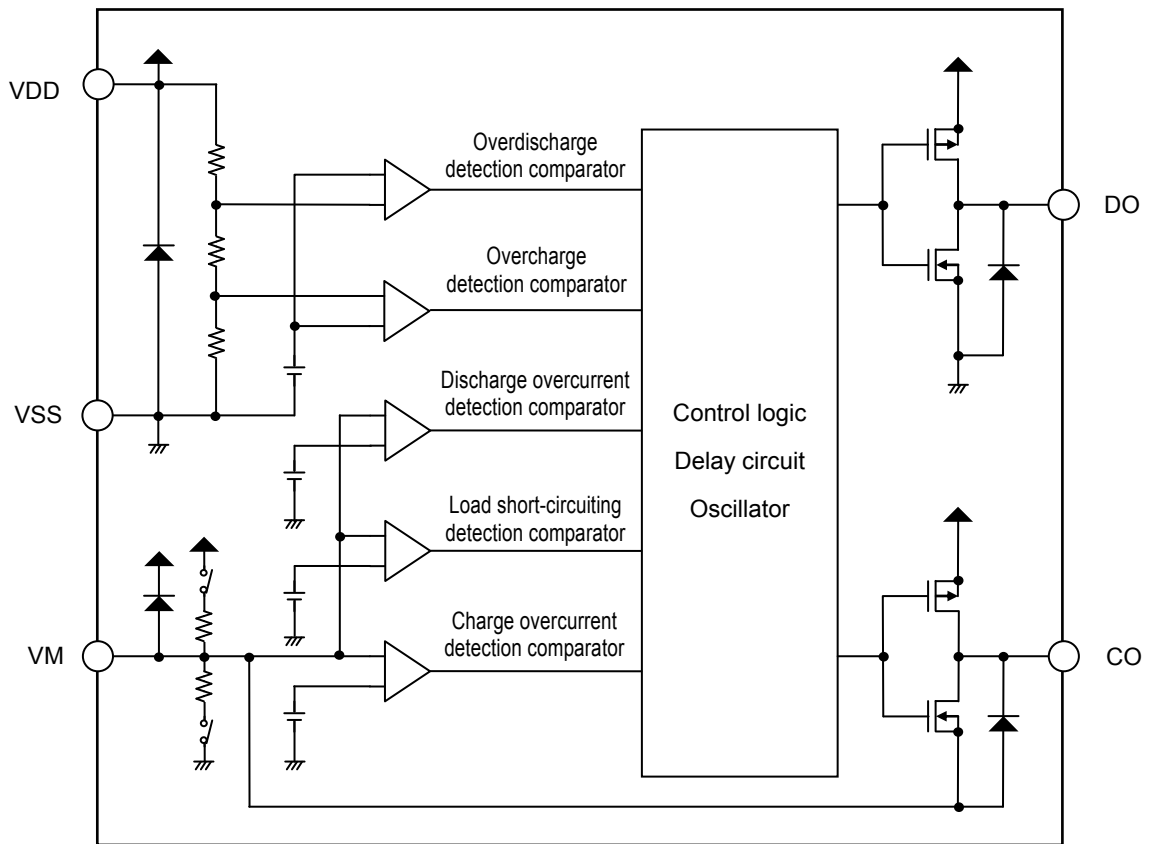 VDD
Overdischarge
detection comparator
DO
Overcharge
detection comparator
VSS
Discharge overcurrent
detection comparator
Control logic
Delay circuit
Oscillator
Load short-circuiting
detection comparator
VM
Charge overcurrent
detection comparator
CO